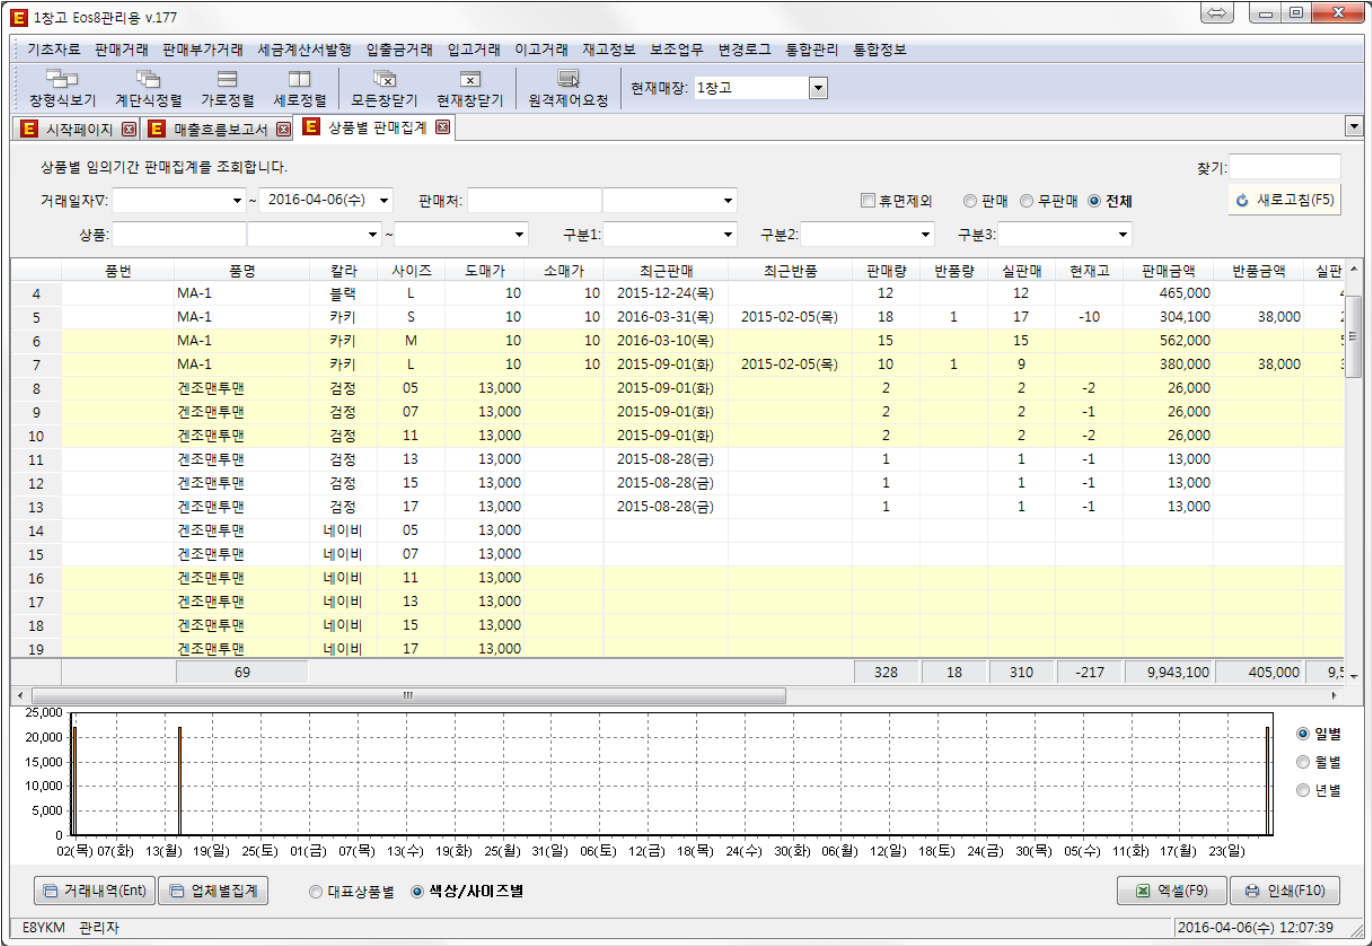 1창고 Eos8관리용 v.177
기초자료 판매거래 판매부가거래 세금계산서발행 입출금거래 입고거래 이고거래 재고정보 보조업무 변경로그 통합관리 통합정보
창형식보기 계단식정렬 가로정렬 세로정렬 모든창닫기 현재창닫기 원격제어요청 현재매장: 1창고
E 시작페이지 E 매출흐름보고서 E 상품별 판매집계
상품별 임의기간 판매집계를 조회합니다. 찾기:
거래일자∇: ~ 2016-04-06(수) 판매처: 휴면제외 판매 무판매 전체 새로고침(F5)
상품: ~ 구분1: 구분2: 구분3:
품번 품명 칼라 사이즈 도매가 소매가 최근판매 최근반품 판매량 반품량 실판매 현재고 판매금액 반품금액 실판
4 MA-1 블랙 L 10 10 2015-12-24(목) 12 12 465,000
5 MA-1 카키 S 10 10 2016-03-31(목) 2015-02-05(목) 18 1 17 -10 304,100 38,000
6 MA-1 카키 M 10 10 2016-03-10(목) 15 15 562,000
7 MA-1 카키 L 10 10 2015-09-01(화) 2015-02-05(목) 10 1 9 380,000 38,000
8 겐조맨투맨 검정 05 13,000 2015-09-01(화) 2 2 -2 26,000
9 겐조맨투맨 검정 07 13,000 2015-09-01(화) 2 2 -1 26,000
10 겐조맨투맨 검정 11 13,000 2015-09-01(화) 2 2 -2 26,000
11 겐조맨투맨 검정 13 13,000 2015-08-28(금) 1 1 -1 13,000
12 겐조맨투맨 검정 15 13,000 2015-08-28(금) 1 1 -1 13,000
13 겐조맨투맨 검정 17 13,000 2015-08-28(금) 1 1 -1 13,000
14 겐조맨투맨 네이비 05 13,000
15 겐조맨투맨 네이비 07 13,000
16 겐조맨투맨 네이비 11 13,000
17 겐조맨투맨 네이비 13 13,000
18 겐조맨투맨 네이비 15 13,000
19 겐조맨투맨 네이비 17 13,000
69 328 18 310 -217 9,943,100 405,000
25,000
20,000 일별
15,000 월별
10,000 년별
5,000
0
02(목) 07(화) 13(월) 19(일) 25(토) 01(금) 07(목) 13(수) 19(화) 25(월) 31(일) 06(토) 12(금) 18(목) 24(수) 30(화) 06(월) 12(일) 18(토) 24(금) 30(목) 05(수) 11(화) 17(월) 23(일)
거래내역(Ent) 업체별집계 대표상품별 색상/사이즈별 엑셀(F9) 인쇄(F10)
E8YKM 관리자 2016-04-06(수) 12:07:39